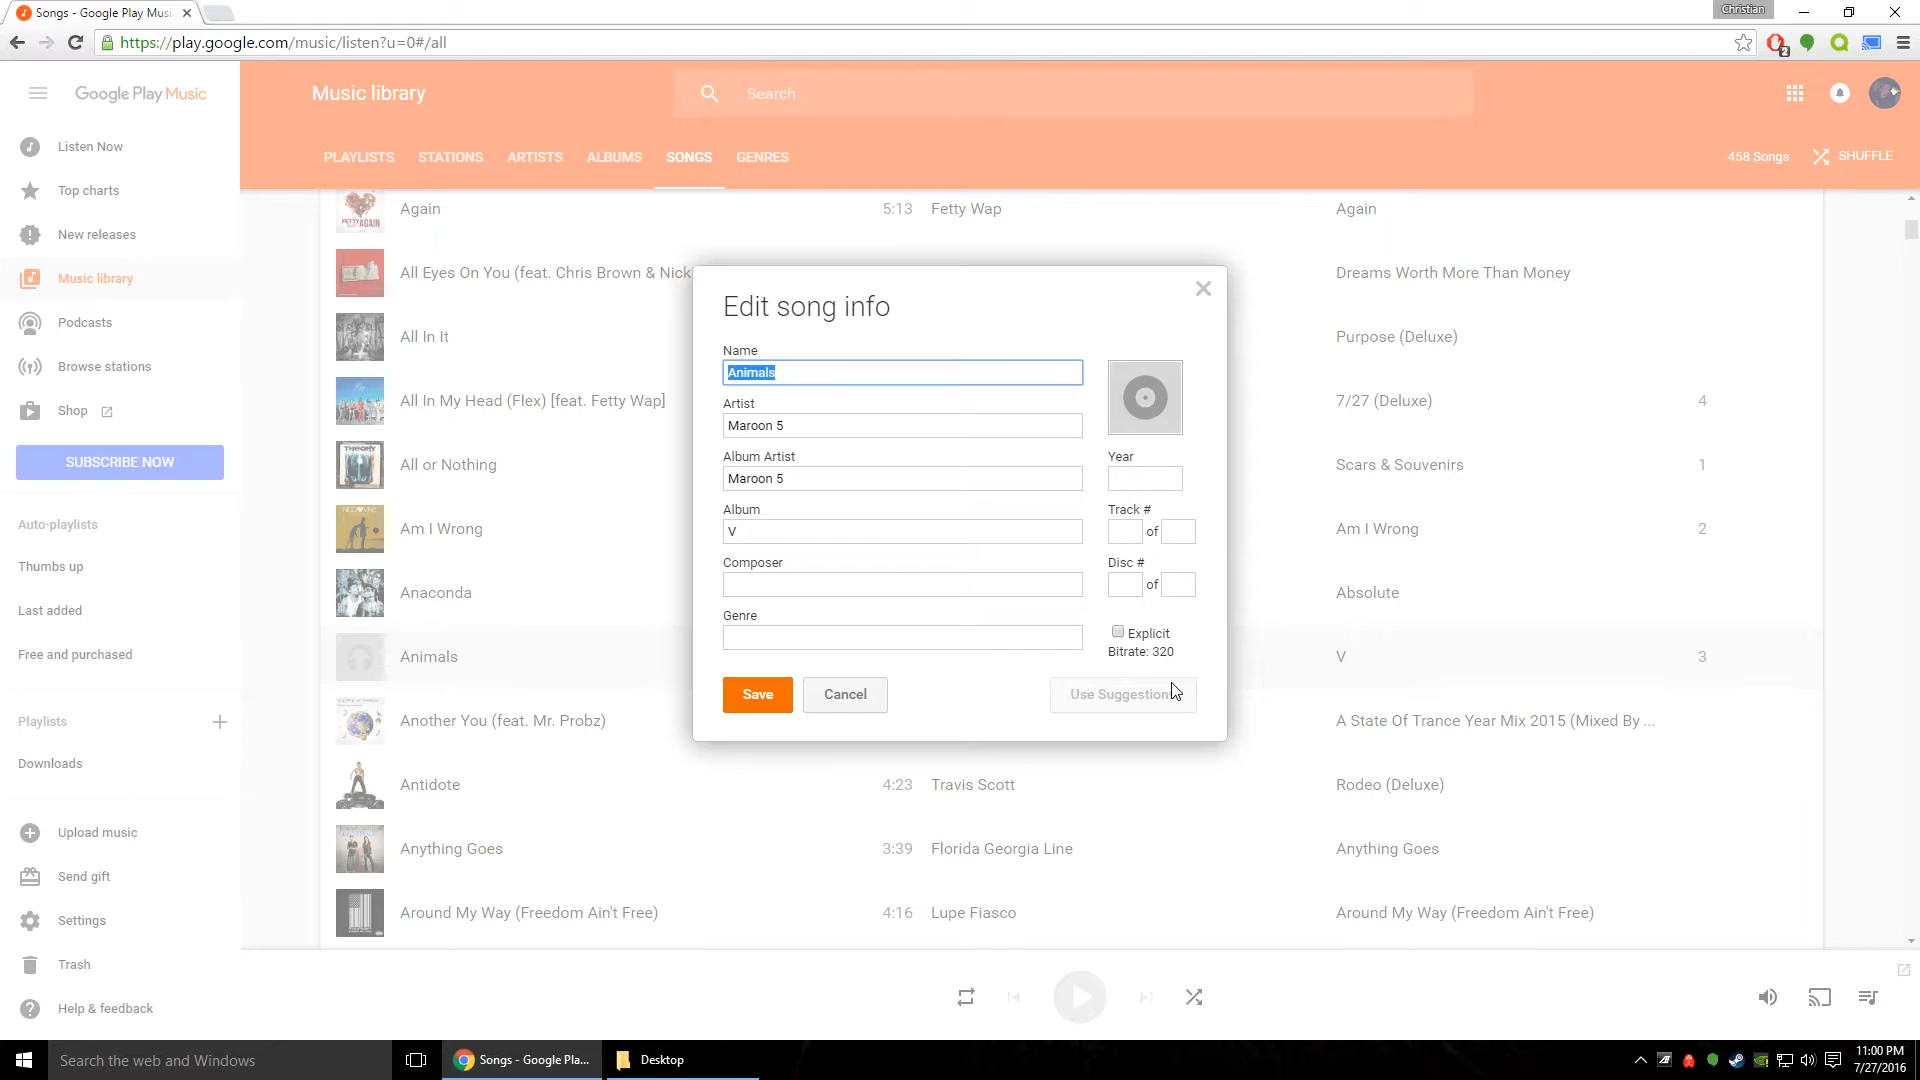 Songs - Google Play Musi
Christian
https://play.google.com/music/listen?u=0#/all
2
Google Play Music
Music library
Search
PLAYLISTS
STATIONS
ARTISTS
ALBUMS
SONGS
GENRES
458 Songs
SHUFFLE
Listen Now
Top charts
New releases
Music library
Podcasts
Browse stations
Shop
SUBSCRIBE NOW
Auto-playlists
Thumbs up
Last added
Free and purchased
Playlists
Downloads
Upload music
Send gift
Settings
Trash
Help & feedback
Again 5:13 Fetty Wap Again
All Eyes On You (feat. Chris Brown & Nick Dreams Worth More Than Money
All In It Purpose (Deluxe)
All In My Head (Flex) [feat. Fetty Wap] 7/27 (Deluxe) 4
All or Nothing Scars & Souvenirs 1
Am I Wrong Am I Wrong 2
Anaconda Absolute
Animals V 3
Another You (feat. Mr. Probz) A State Of Trance Year Mix 2015 (Mixed By ...
Antidote 4:23 Travis Scott Rodeo (Deluxe)
Anything Goes 3:39 Florida Georgia Line Anything Goes
Around My Way (Freedom Ain't Free) 4:16 Lupe Fiasco Around My Way (Freedom Ain't Free)
Edit song info
Name
Animals
Artist
Maroon 5
Album Artist
Maroon 5
Year
Album
V
Track #
of
Composer
Disc #
of
Genre
Explicit
Bitrate: 320
Save
Cancel
Use Suggestion
Search the web and Windows
Songs - Google Pla...
Desktop
11:00 PM
7/27/2016